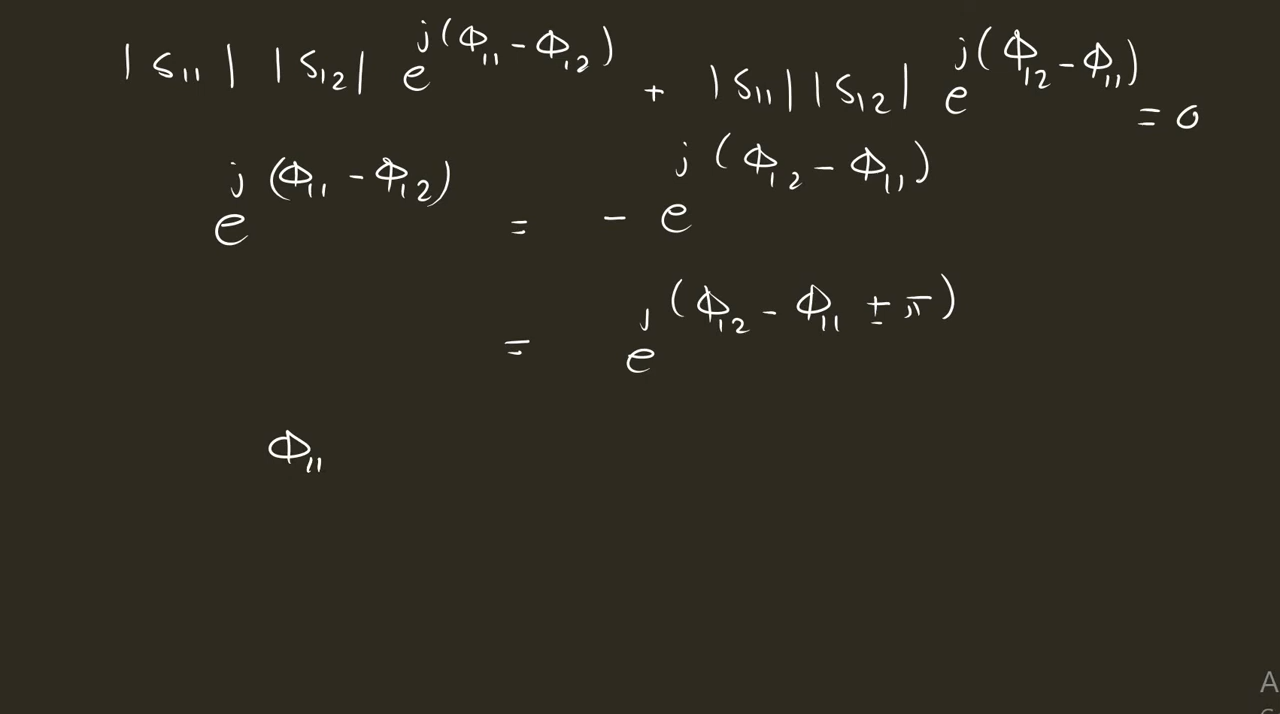 |S₁₁| |S₁₂| e^{j(Φ₁₁ - Φ₁₂)} + |S₁₁||S₁₂| e^{j(Φ₁₂ - Φ₁₁)} = 0
e^{j(Φ₁₁ - Φ₁₂)} = - e^{j(Φ₁₂ - Φ₁₁)}
= e^{j(Φ₁₂ - Φ₁₁ ± π)}
Φ₁₁
A